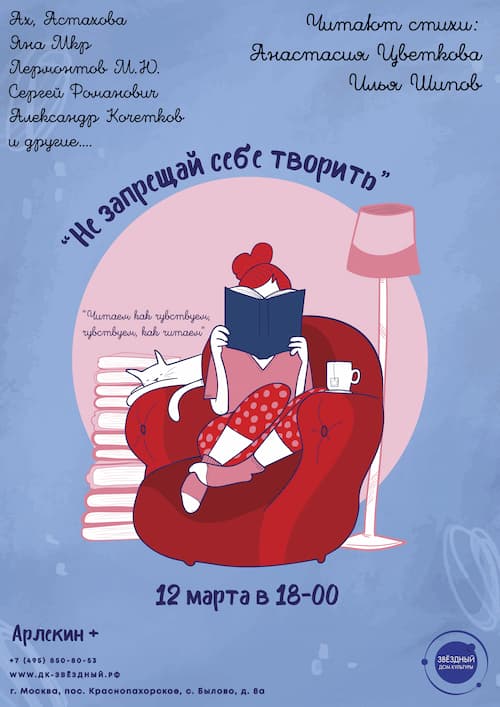 Ах, Астахова
Яна Мкр
Лермонтов М.Ю.
Сергей Романович
Александр Кочетков
и другие....
Читают стихи:
Анастасия Цветкова
Илья Шипов
“Не запрещай себе творить”
“Читаем как чувствуем,
чувствуем, как читаем”
12 марта в 18-00
Арлекин +
+7 (495) 850-80-53
WWW.ДК-ЗВЁЗДНЫЙ.РФ
г. Москва, пос. Краснопахорское, с. Былово, д. 8а
ЗВЁЗДНЫЙ
ДОМ КУЛЬТУРЫ